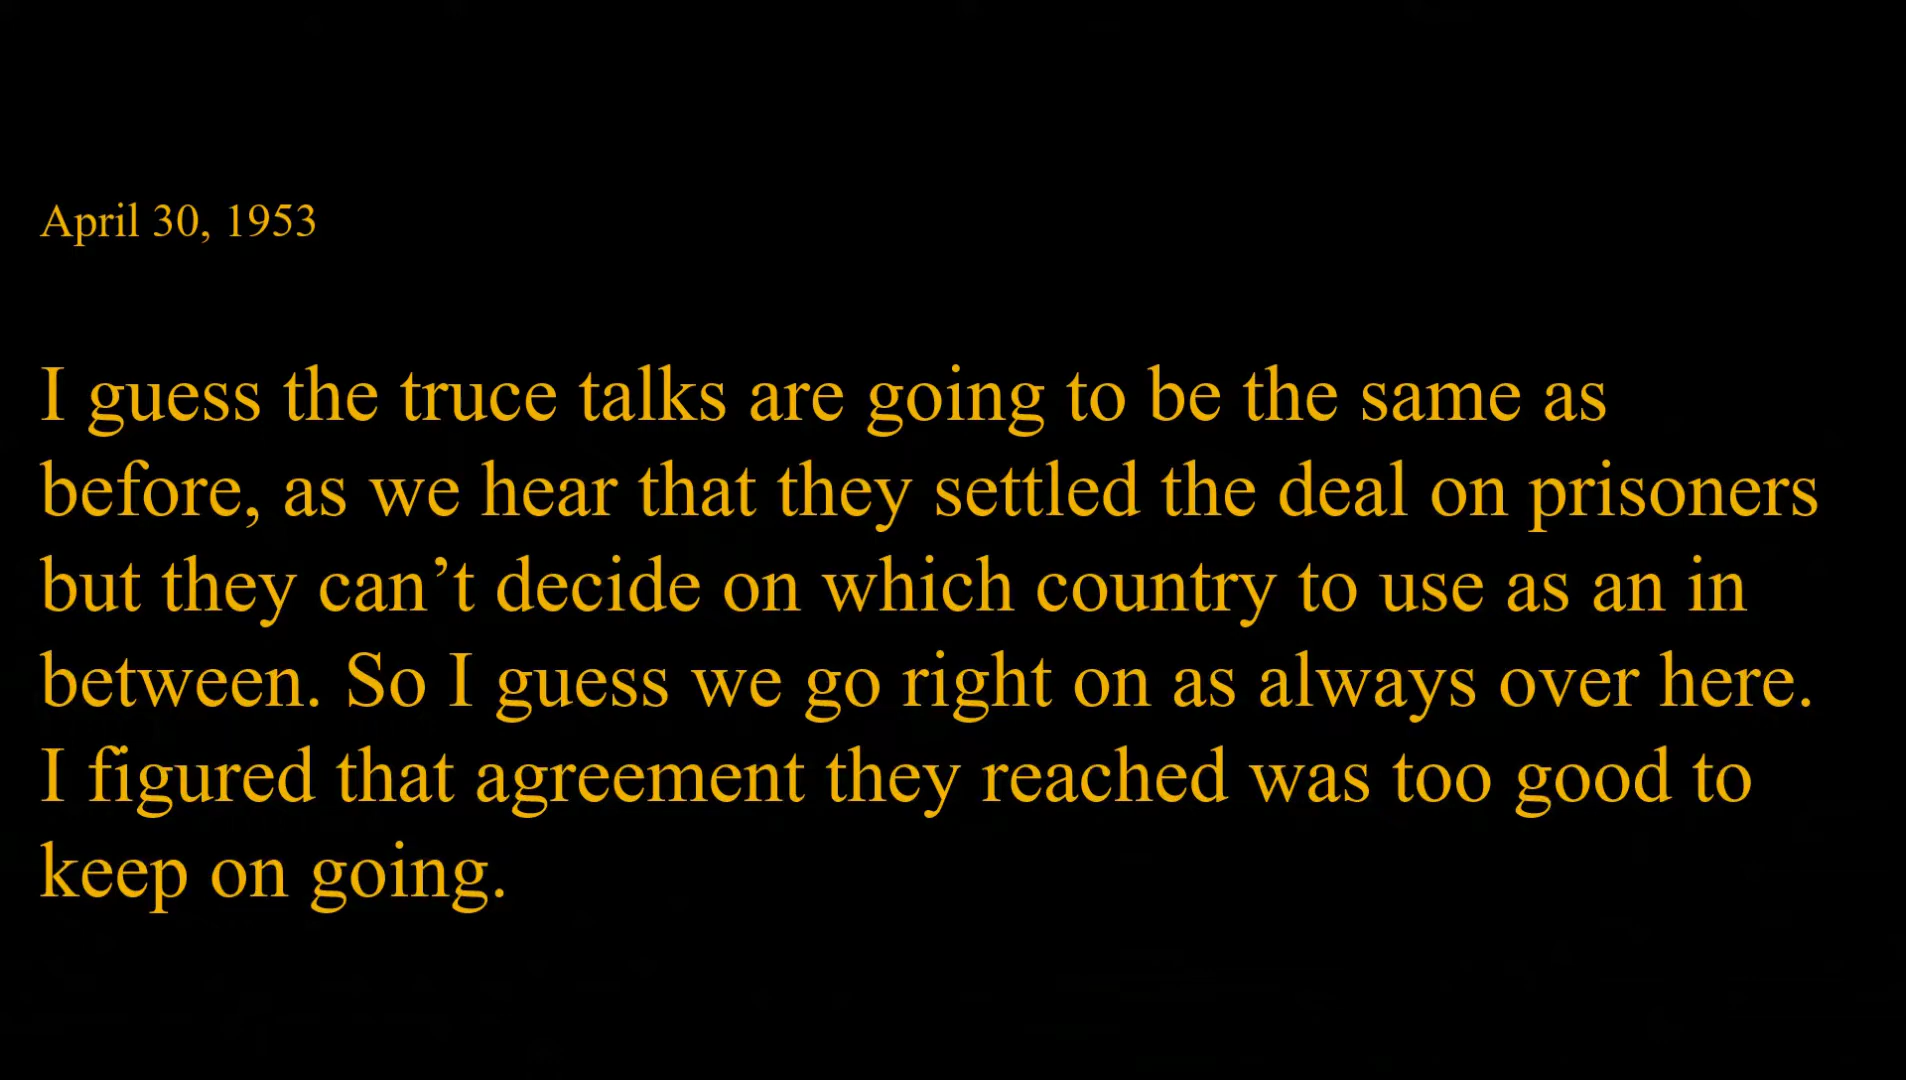 April 30, 1953
I guess the truce talks are going to be the same as
before, as we hear that they settled the deal on prisoners
but they can’t decide on which country to use as an in
between. So I guess we go right on as always over here.
I figured that agreement they reached was too good to
keep on going.